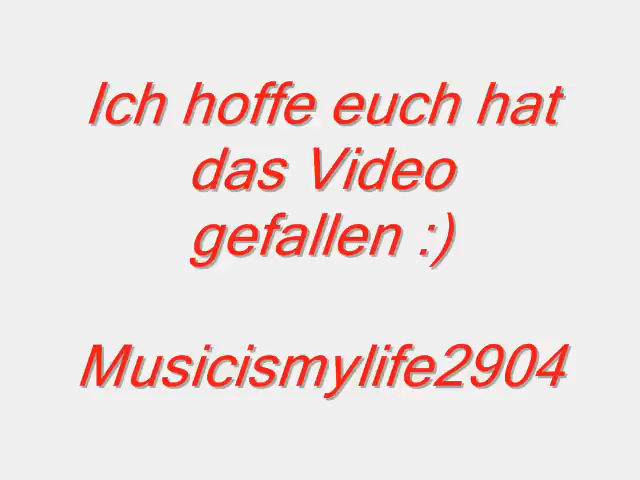 Ich hoffe euch hat
das Video
gefallen :)
Musicismylife2904